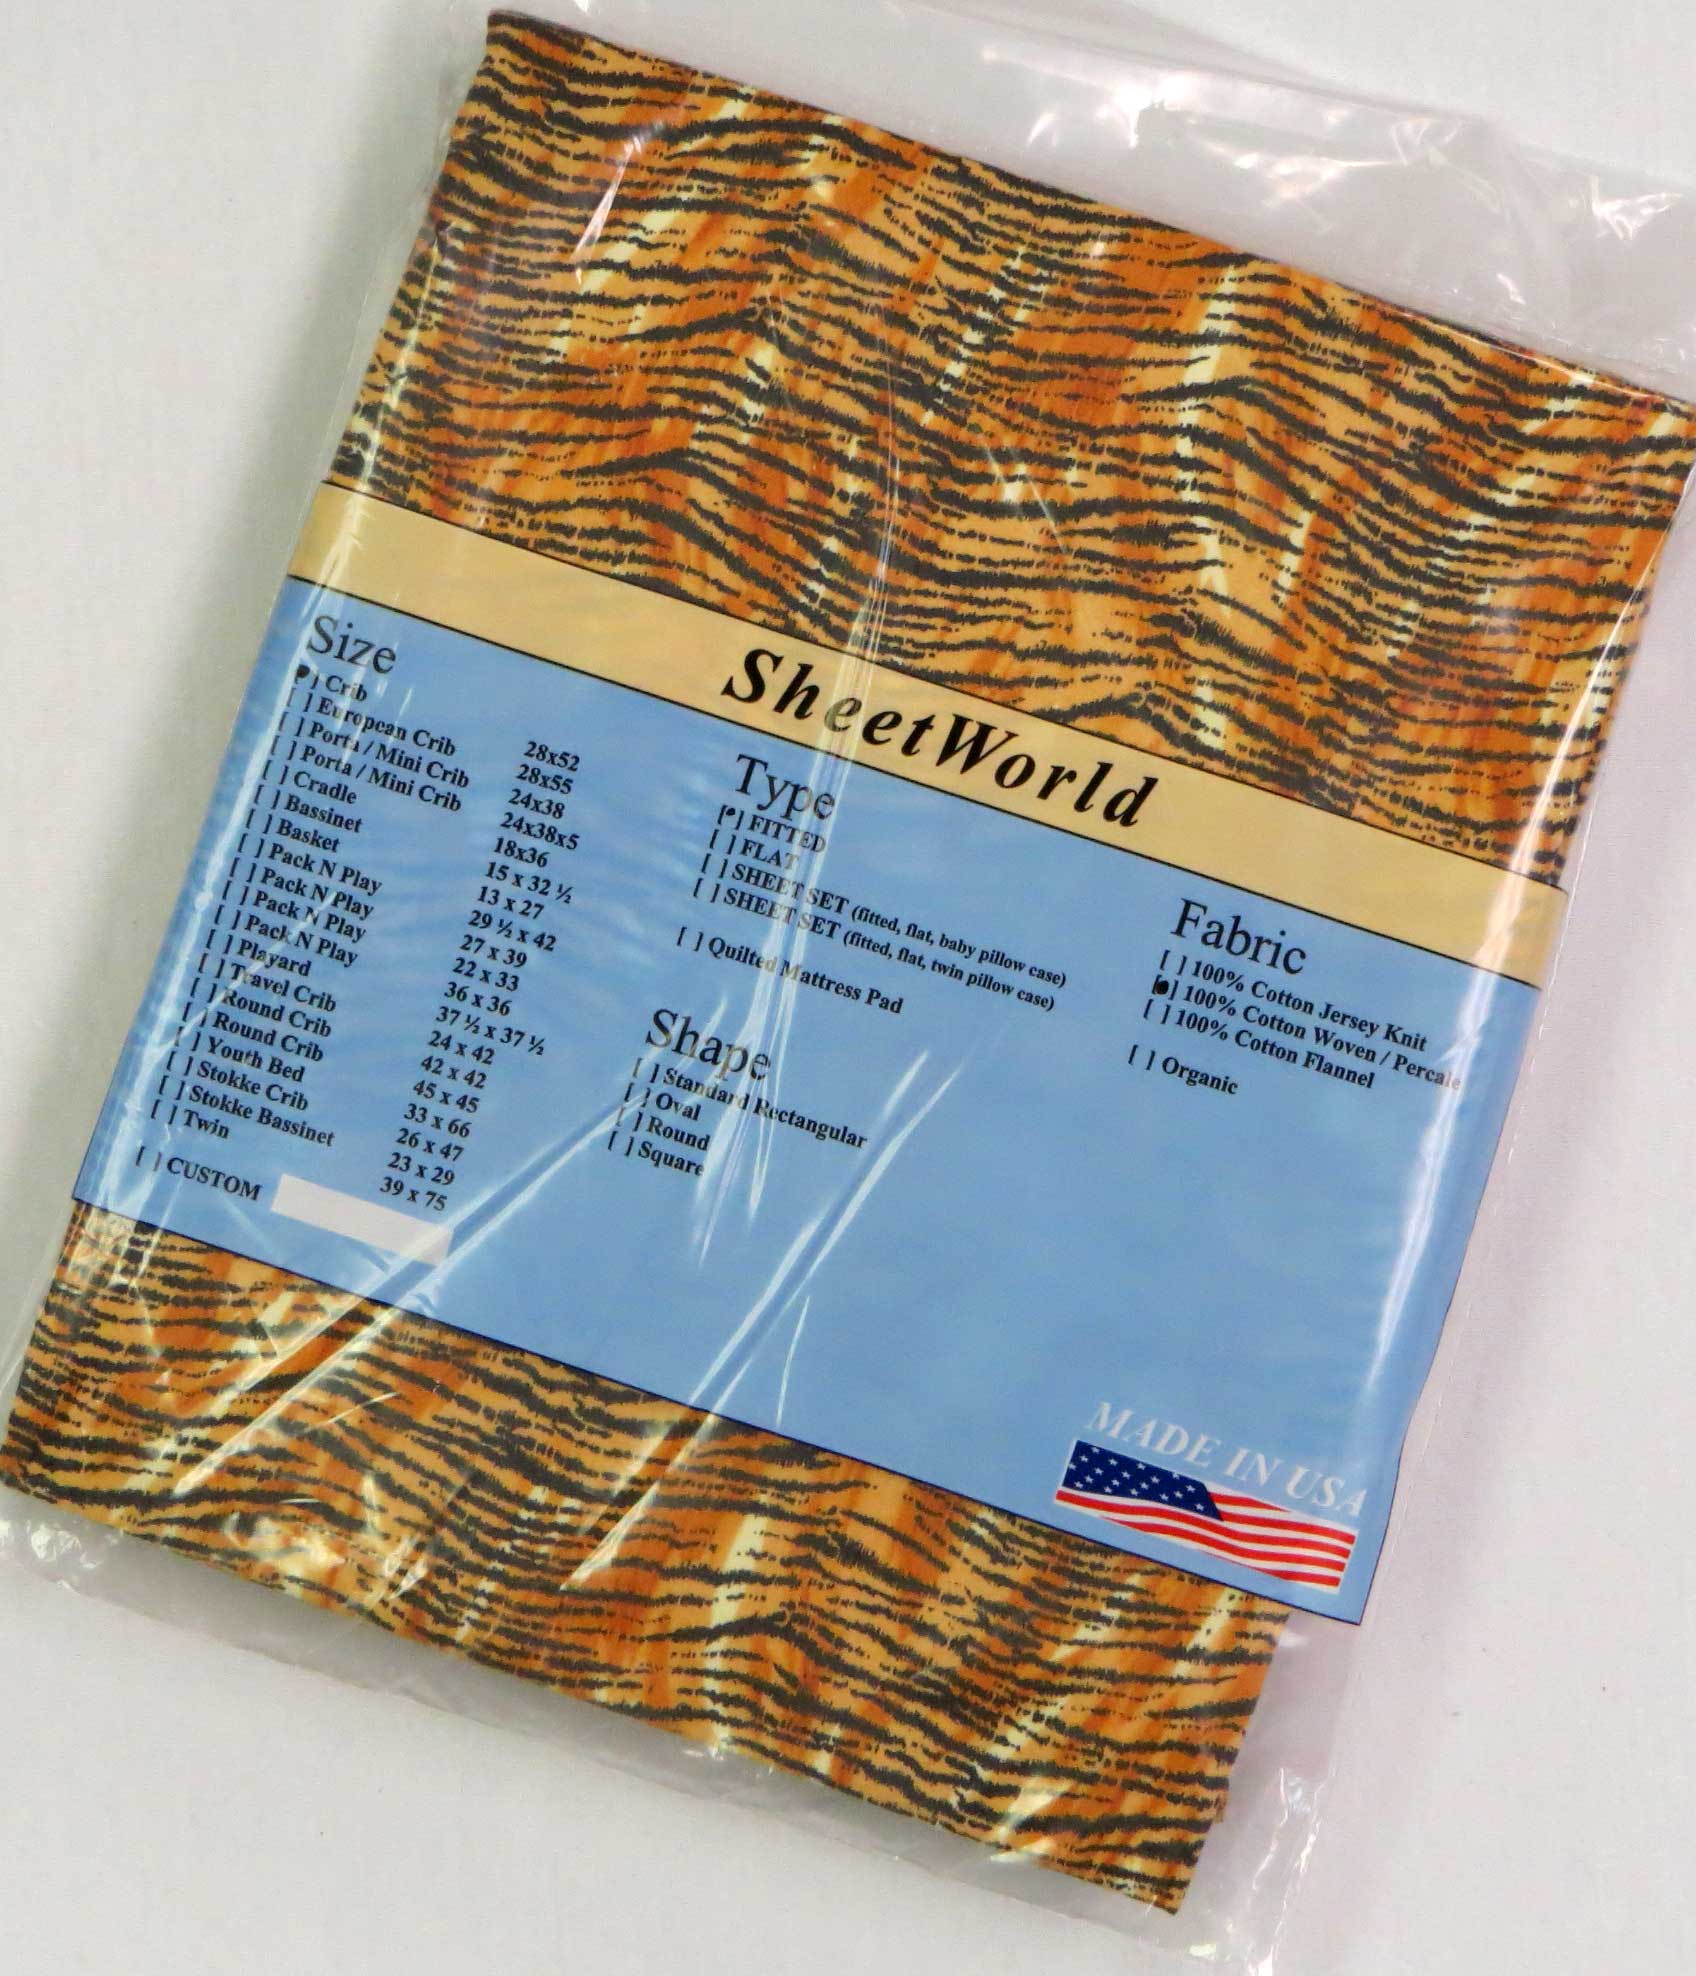 SheetWorld
Size
[ ] Crib 28x52
[ ] European Crib 28x55
[ ] Porta / Mini Crib 24x38
[ ] Porta / Mini Crib 24x38x5
[ ] Cradle 18x36
[ ] Bassinet 15 x 32 ½
[ ] Basket 13 x 27
[ ] Pack N Play 29 ½ x 42
[ ] Pack N Play 27 x 39
[ ] Pack N Play 22 x 33
[ ] Pack N Play 36 x 36
[ ] Playard 37 ½ x 37 ½
[ ] Travel Crib 24 x 42
[ ] Round Crib 42 x 42
[ ] Round Crib 45 x 45
[ ] Youth Bed 33 x 66
[ ] Stokke Crib 26 x 47
[ ] Stokke Bassinet 23 x 29
[ ] Twin 39 x 75
[ ] CUSTOM
Type
[ ] FITTED
[ ] FLAT
[ ] SHEET SET (fitted, flat, baby pillow case)
[ ] SHEET SET (fitted, flat, twin pillow case)
[ ] Quilted Mattress Pad
Shape
[ ] Standard Rectangular
[ ] Oval
[ ] Round
[ ] Square
Fabric
[ ] 100% Cotton Jersey Knit
[ ] 100% Cotton Woven / Percale
[ ] 100% Cotton Flannel
[ ] Organic
MADE IN USA